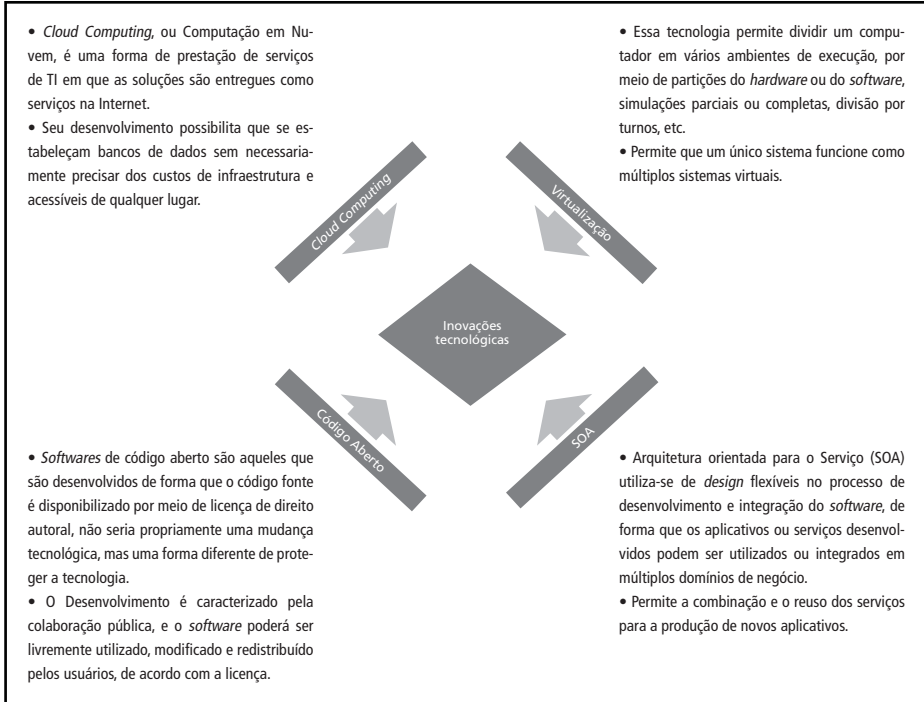 • Cloud Computing, ou Computação em Nu-
vem, é uma forma de prestação de serviços
de TI em que as soluções são entregues como
serviços na Internet.
• Seu desenvolvimento possibilita que se es-
tabeleçam bancos de dados sem necessaria-
mente precisar dos custos de infraestrutura e
acessíveis de qualquer lugar.
• Essa tecnologia permite dividir um compu-
tador em vários ambientes de execução, por
meio de partições do hardware ou do software,
simulações parciais ou completas, divisão por
turnos, etc.
• Permite que um único sistema funcione como
múltiplos sistemas virtuais.
Cloud Computing
Virtualização
Inovações
tecnológicas
Código Aberto
SOA
• Softwares de código aberto são aqueles que
são desenvolvidos de forma que o código fonte
é disponibilizado por meio de licença de direito
autoral, não seria propriamente uma mudança
tecnológica, mas uma forma diferente de prote-
ger a tecnologia.
• O Desenvolvimento é caracterizado pela
colaboração pública, e o software poderá ser
livremente utilizado, modificado e redistribuído
pelos usuários, de acordo com a licença.
• Arquitetura orientada para o Serviço (SOA)
utiliza-se de design flexíveis no processo de
desenvolvimento e integração do software, de
forma que os aplicativos ou serviços desenvol-
vidos podem ser utilizados ou integrados em
múltiplos domínios de negócio.
• Permite a combinação e o reuso dos serviços
para a produção de novos aplicativos.